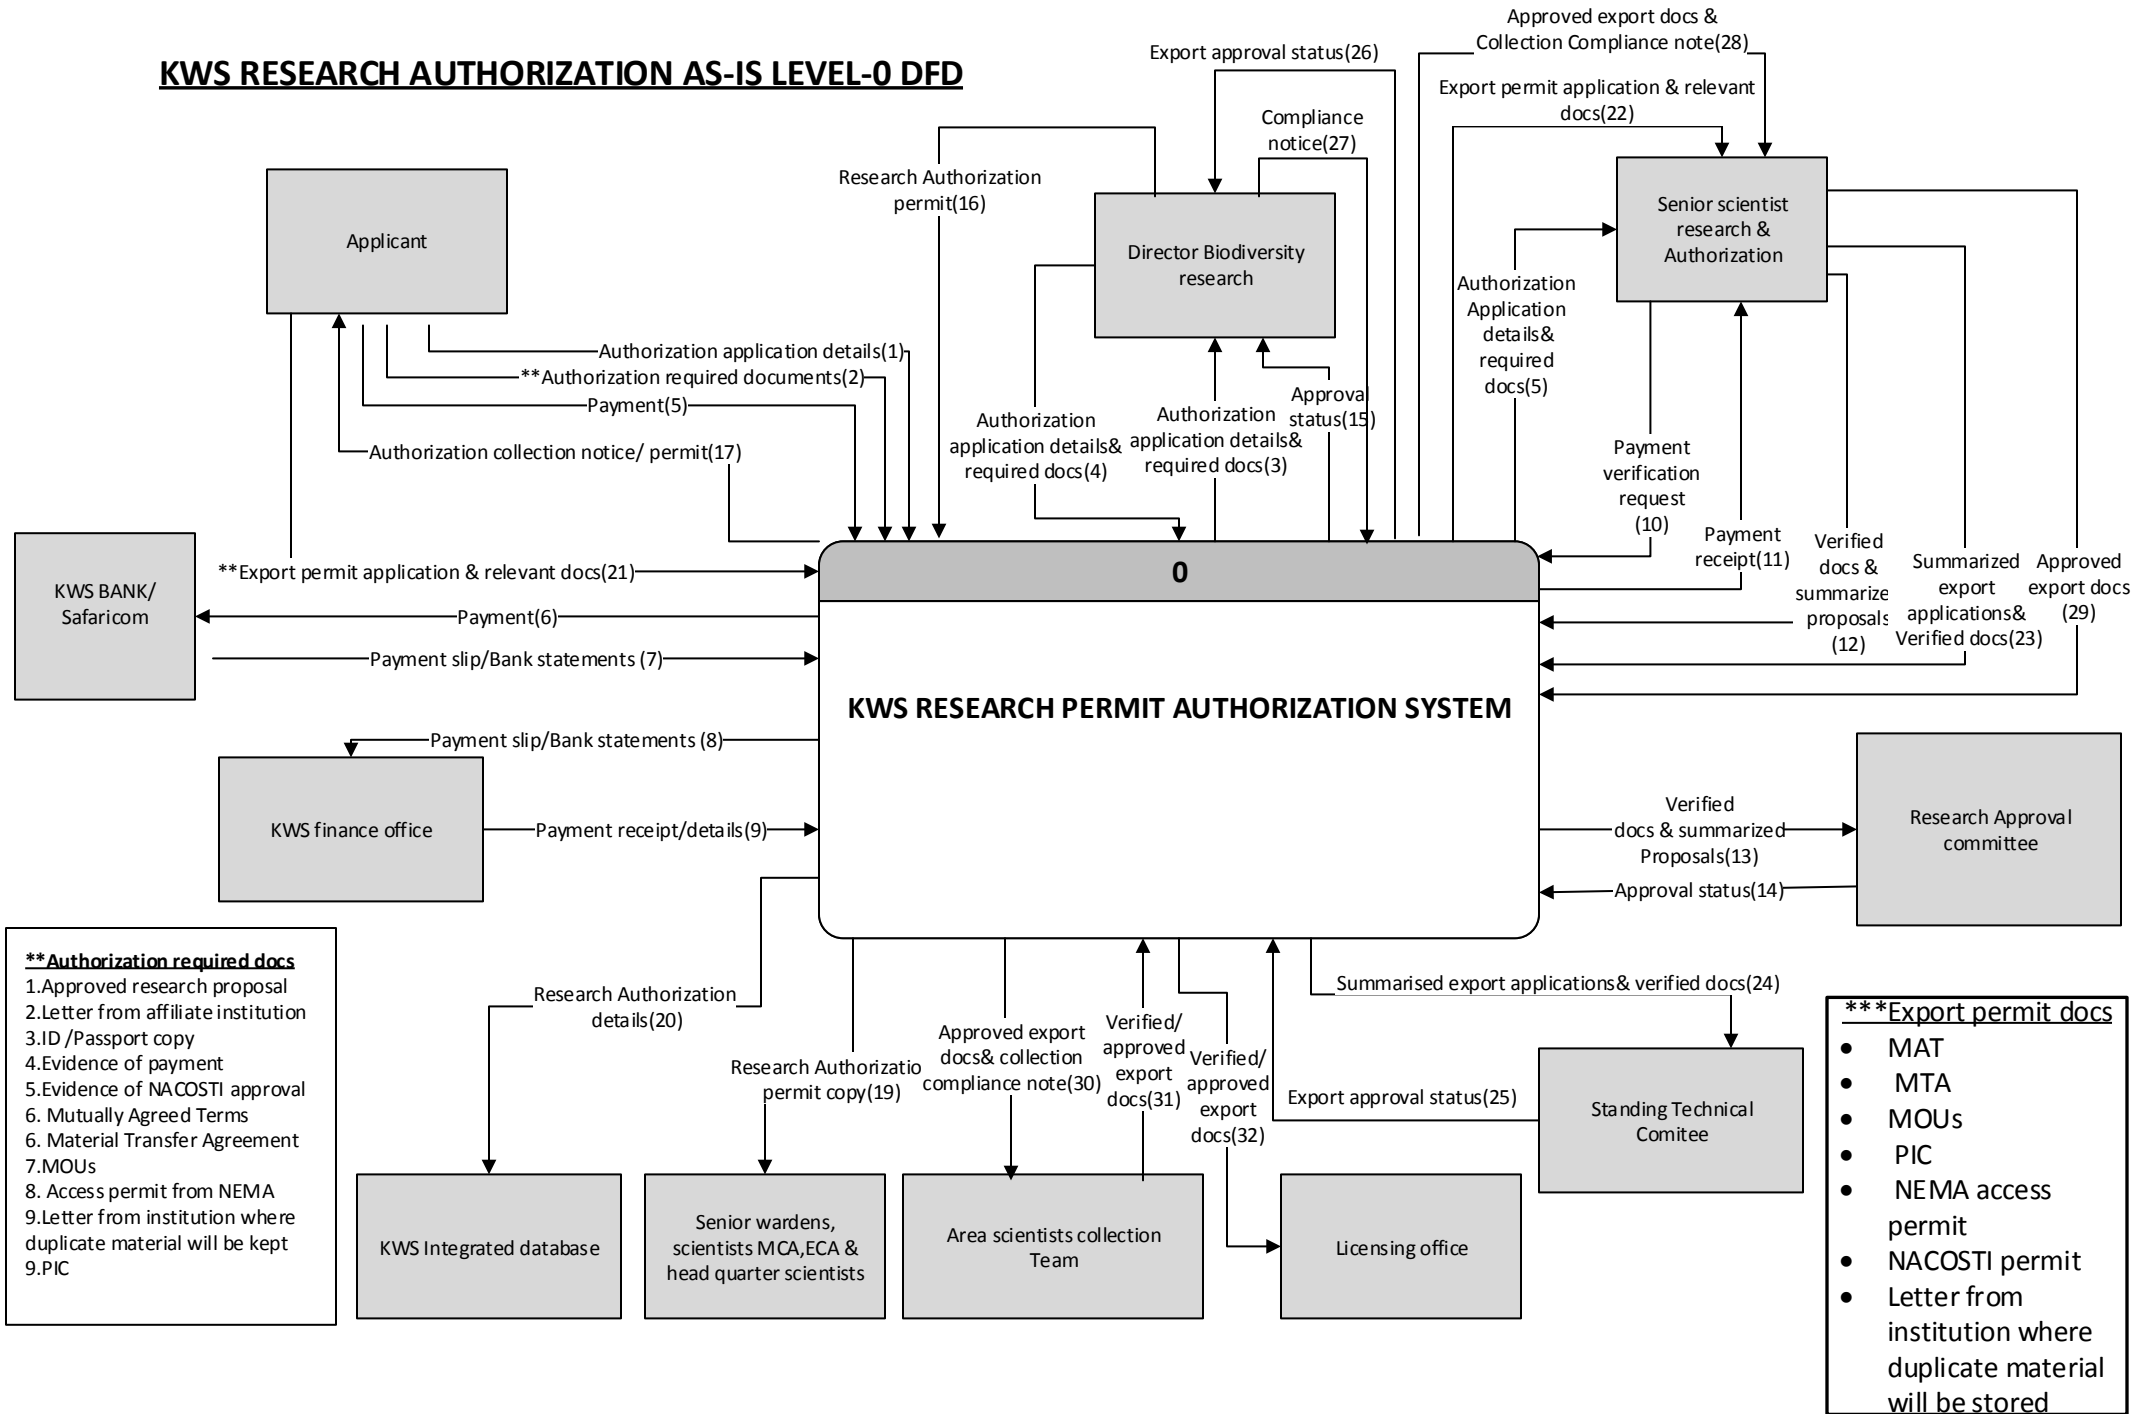 KWS RESEARCH AUTHORIZATION AS-IS LEVEL-0 DFD
Approved export docs &
Collection Compliance note(28)
Export approval status(26)
Export permit application & relevant
docs(22)
Compliance
notice(27)
Research Authorization
permit(16)
Applicant
Director Biodiversity
research
Senior scientist
research &
Authorization
Authorization
Application
details&
required
docs(5)
Authorization application details(1)
**Authorization required documents(2)
Payment(5)
Authorization collection notice/ permit(17)
Authorization
application details&
required docs(4)
Authorization
application details&
required docs(3)
Approval
status(15)
Payment
verification
request
(10)
Payment
receipt(11)
Verified
docs &
summarize
proposals
(12)
Summarized
export
applications&
Verified docs(23)
Approved
export docs
(29)
KWS BANK/
Safaricom
**Export permit application & relevant docs(21)
Payment(6)
Payment slip/Bank statements (7)
0
KWS RESEARCH PERMIT AUTHORIZATION SYSTEM
Payment slip/Bank statements (8)
KWS finance office
Payment receipt/details(9)
Verified
docs & summarized
Proposals(13)
Approval status(14)
Research Approval
committee
**Authorization required docs
1.Approved research proposal
2.Letter from affiliate institution
3.ID /Passport copy
4.Evidence of payment
5.Evidence of NACOSTI approval
6. Mutually Agreed Terms
6. Material Transfer Agreement
7.MOUs
8. Access permit from NEMA
9.Letter from institution where
duplicate material will be kept
9.PIC
Research Authorization
details(20)
Research Authorizatio
permit copy(19)
Approved export
docs& collection
compliance note(30)
Verified/
approved
export
docs(31)
Verified/
approved
export
docs(32)
Summarised export applications& verified docs(24)
Export approval status(25)
Standing Technical
Comitee
KWS Integrated database
Senior wardens,
scientists MCA,ECA &
head quarter scientists
Area scientists collection
Team
Licensing office
***Export permit docs
• MAT
• MTA
• MOUs
• PIC
• NEMA access
permit
• NACOSTI permit
• Letter from
institution where
duplicate material
will be stored